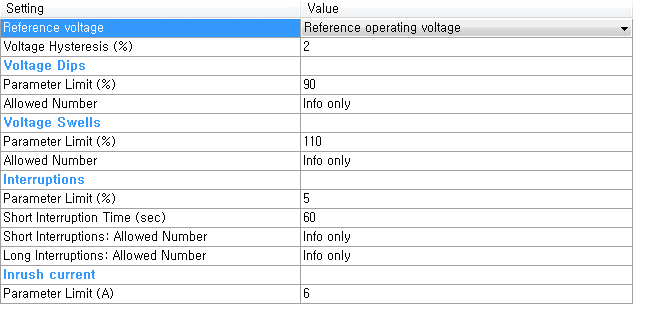 Setting Value
Reference voltage Reference operating voltage
Voltage Hysteresis (%) 2
Voltage Dips
Parameter Limit (%) 90
Allowed Number Info only
Voltage Swells
Parameter Limit (%) 110
Allowed Number Info only
Interruptions
Parameter Limit (%) 5
Short Interruption Time (sec) 60
Short Interruptions: Allowed Number Info only
Long Interruptions: Allowed Number Info only
Inrush current
Parameter Limit (A) 6